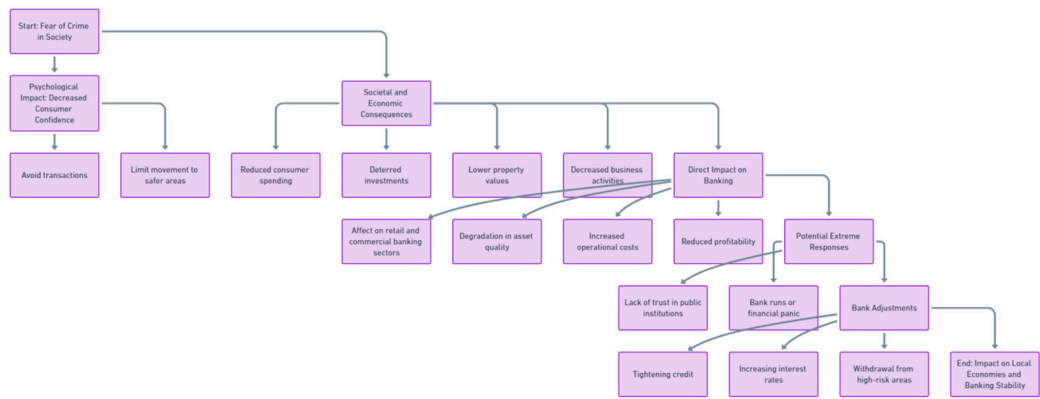 Start: Fear of Crime
in Society
Psychological
Impact: Decreased
Consumer
Confidence
Societal and
Economic
Consequences
Avoid transactions
Limit movement to
safer areas
Reduced consumer
spending
Deterred
investments
Lower property
values
Decreased business
activities
Direct Impact on
Banking
Affect on retail and
commercial banking
sectors
Degradation in asset
quality
Increased
operational costs
Reduced profitability
Potential Extreme
Responses
Lack of trust in public
institutions
Bank runs or
financial panic
Bank Adjustments
Tightening credit
Increasing interest
rates
Withdrawal from
high-risk areas
End: Impact on Local
Economies and
Banking Stability